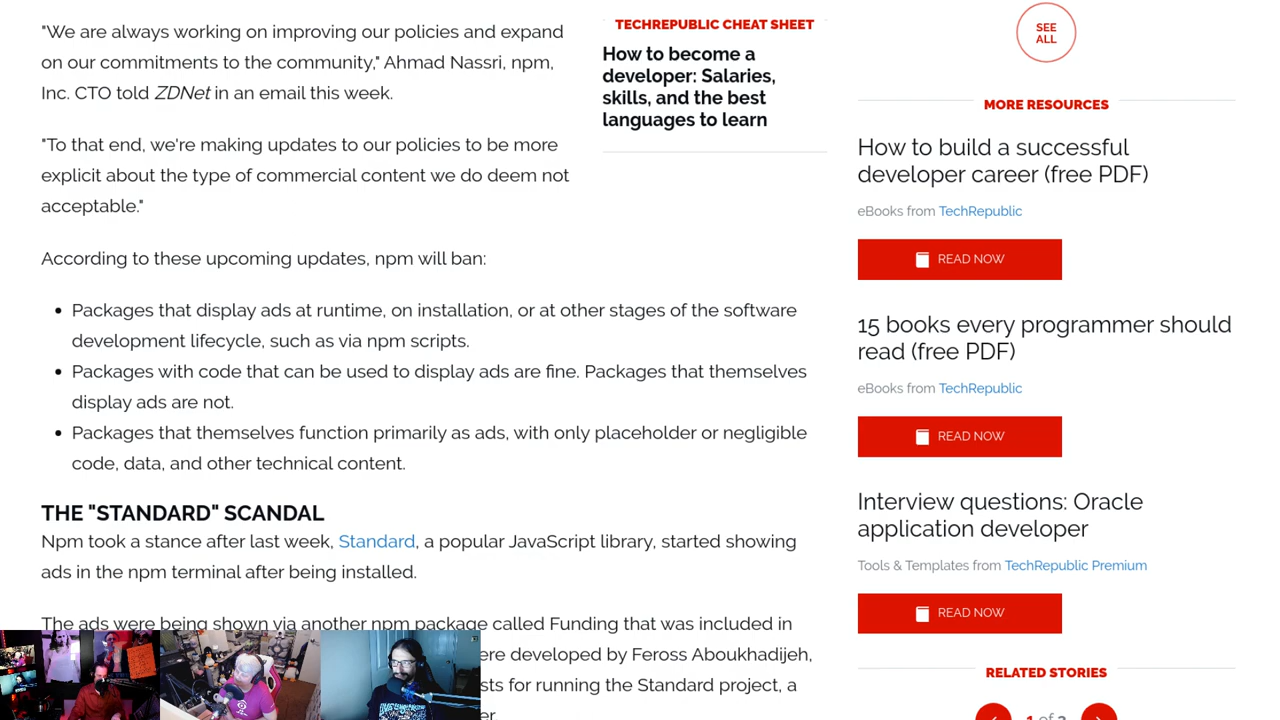 "We are always working on improving our policies and expand
on our commitments to the community," Ahmad Nassri, npm,
Inc. CTO told ZDNet in an email this week.
"To that end, we're making updates to our policies to be more
explicit about the type of commercial content we do deem not
acceptable."
TECHREPUBLIC CHEAT SHEET
How to become a
developer: Salaries,
skills, and the best
languages to learn
According to these upcoming updates, npm will ban:
• Packages that display ads at runtime, on installation, or at other stages of the software
development lifecycle, such as via npm scripts.
• Packages with code that can be used to display ads are fine. Packages that themselves
display ads are not.
• Packages that themselves function primarily as ads, with only placeholder or negligible
code, data, and other technical content.
THE "STANDARD" SCANDAL
Npm took a stance after last week, Standard, a popular JavaScript library, started showing
ads in the npm terminal after being installed.
The ads were being shown via another npm package called Funding that was included in
ere developed by Feross Aboukhadijeh,
sts for running the Standard project, a
er.
SEE
ALL
MORE RESOURCES
How to build a successful
developer career (free PDF)
eBooks from TechRepublic
READ NOW
15 books every programmer should
read (free PDF)
eBooks from TechRepublic
READ NOW
Interview questions: Oracle
application developer
Tools & Templates from TechRepublic Premium
READ NOW
RELATED STORIES
1 of 3